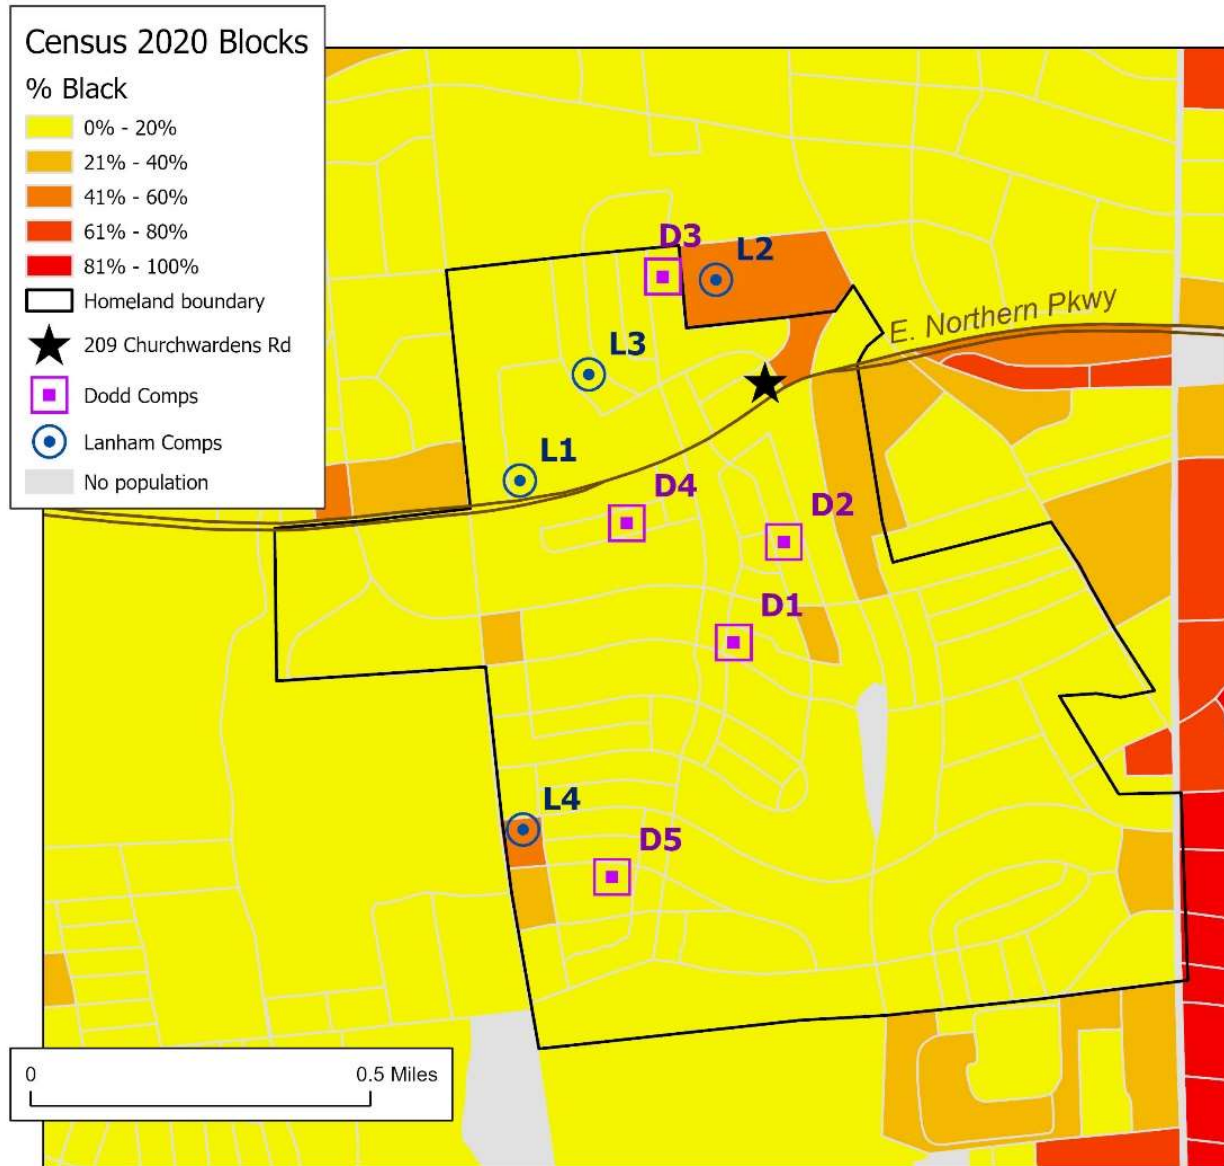 Census 2020 Blocks
% Black
0% - 20%
21% - 40%
41% - 60%
61% - 80%
81% - 100%
Homeland boundary
209 Churchwardens Rd
Dodd Comps
Lanham Comps
No population
D3
L2
E. Northern Pkwy
L3
L1
D4
D2
D1
L4
D5
0
0.5 Miles